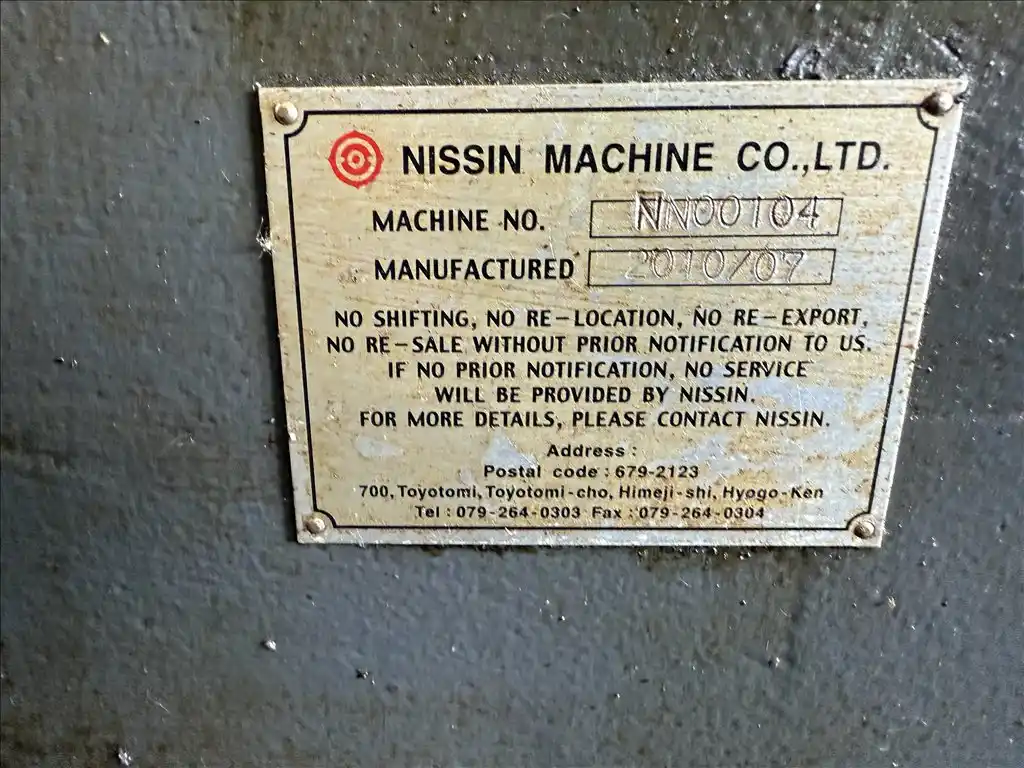 NISSIN MACHINE CO.,LTD.
MACHINE NO. NN00104
MANUFACTURED 2010/07
NO SHIFTING, NO RE-LOCATION, NO RE-EXPORT,
NO RE-SALE WITHOUT PRIOR NOTIFICATION TO US.
IF NO PRIOR NOTIFICATION, NO SERVICE
WILL BE PROVIDED BY NISSIN.
FOR MORE DETAILS, PLEASE CONTACT NISSIN.
Address :
Postal code : 679-2123
700, Toyotomi, Toyotomi-cho, Himeji-shi, Hyogo-Ken
Tel : 079-264-0303 Fax : 079-264-0304